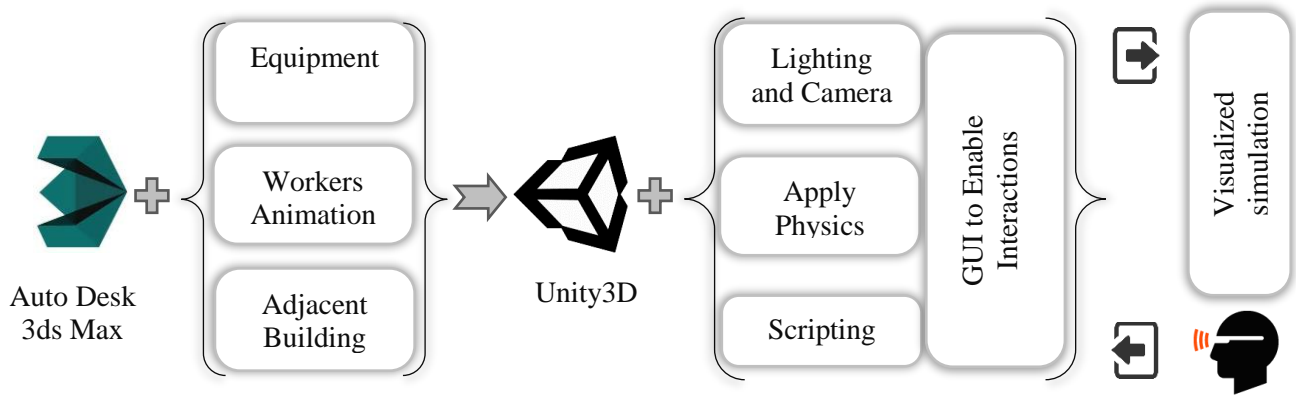 Auto Desk
3ds Max
Equipment
Workers
Animation
Adjacent
Building
Unity3D
Lighting
and Camera
Apply
Physics
Scripting
GUI to Enable
Interactions
Visualized
simulation